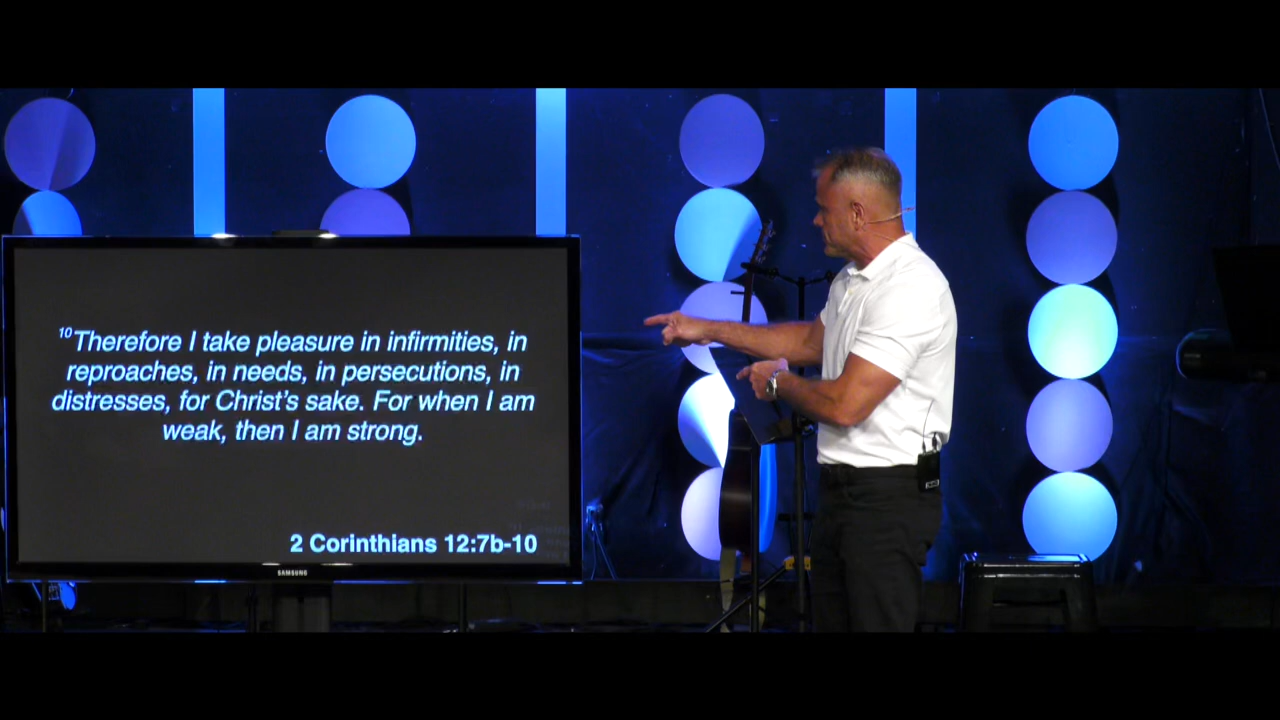 10Therefore I take pleasure in infirmities, in
reproaches, in needs, in persecutions, in
distresses, for Christ's sake. For when I am
weak, then I am strong.
2 Corinthians 12:7b-10
SAMSUNG